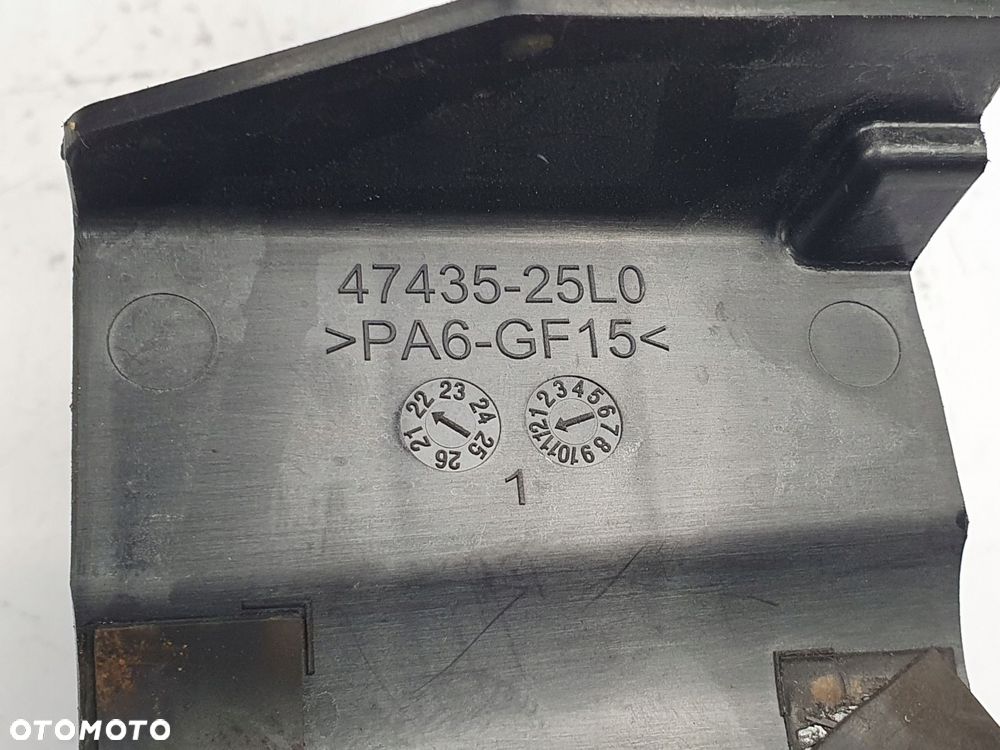 47435-25L0
>PA6-GF15<
21 22 23 24 25 26
1 2 3 4 5 6 7 8 9 10 11 12
1
OTOMOTO